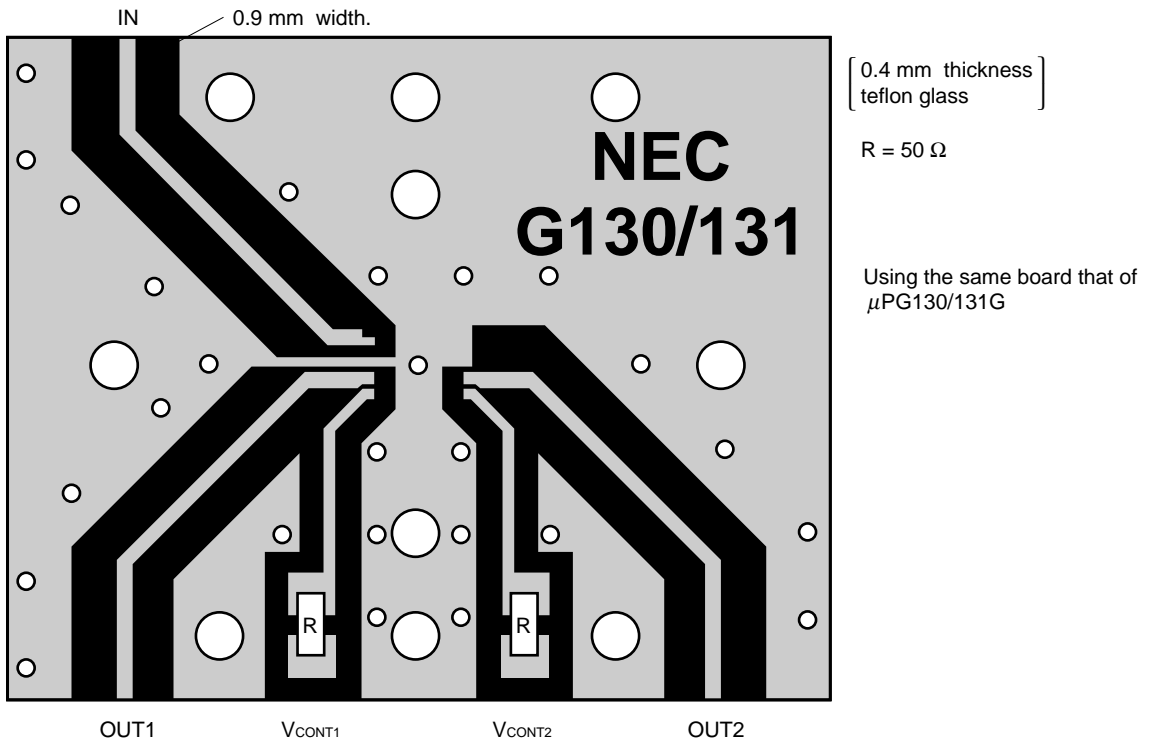 IN
0.9 mm width.
0.4 mm thickness
teflon glass
NEC
G130/131
R = 50 Ω
Using the same board that of
μPG130/131G
R
R
OUT1
VCONT1
VCONT2
OUT2